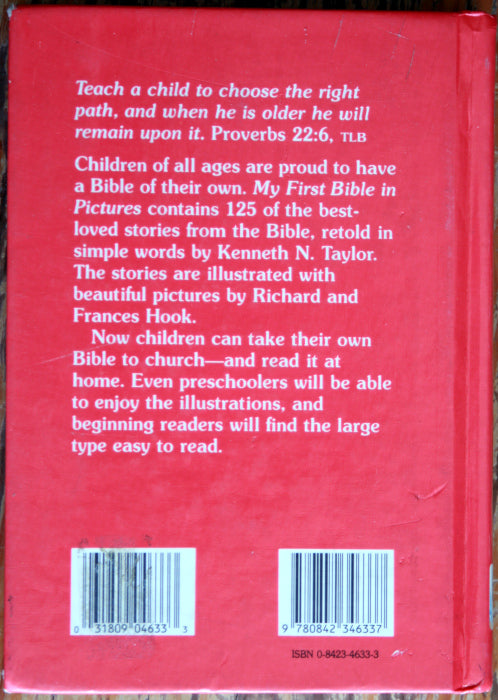 Teach a child to choose the right
path, and when he is older he will
remain upon it. Proverbs 22:6, TLB
Children of all ages are proud to have
a Bible of their own. My First Bible in
Pictures contains 125 of the best-
loved stories from the Bible, retold in
simple words by Kenneth N. Taylor.
The stories are illustrated with
beautiful pictures by Richard and
Frances Hook.
Now children can take their own
Bible to church—and read it at
home. Even preschoolers will be able
to enjoy the illustrations, and
beginning readers will find the large
type easy to read.
0 31809 04633 3
9 780842 346337
ISBN 0-8423-4633-3